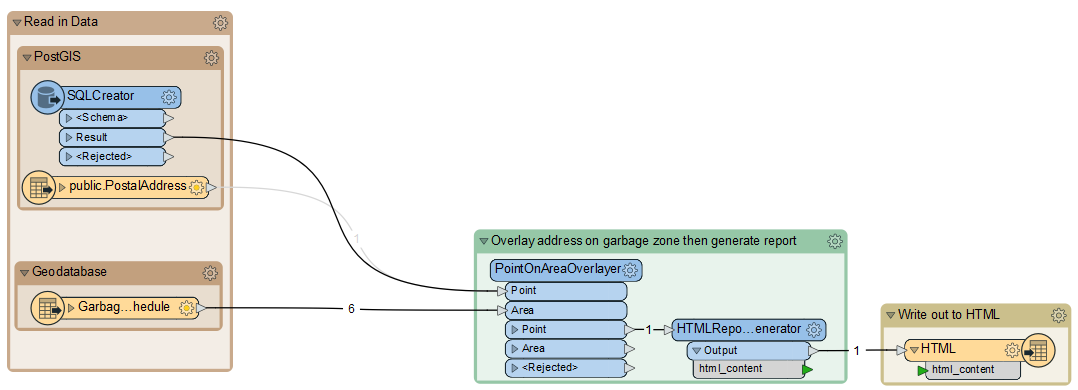 Read in Data
PostGIS
SQLCreator
<Schema>
Result
<Rejected>
public.PostalAddress
1
Geodatabase
Garbag...hedule
6
Overlay address on garbage zone then generate report
PointOnAreaOverlayer
Point
Area
Point
Area
<Rejected>
1
HTMLRepo...enerator
Output
html_content
1
Write out to HTML
HTML
html_content